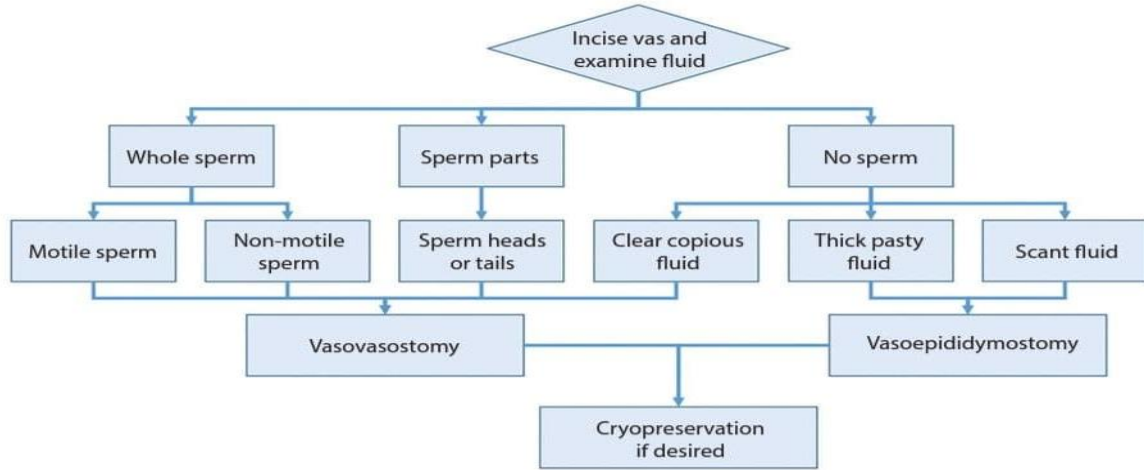 Incise vas and
examine fluid
Whole sperm
Sperm parts
No sperm
Motile sperm
Non-motile
sperm
Sperm heads
or tails
Clear copious
fluid
Thick pasty
fluid
Scant fluid
Vasovasostomy
Vasoepididymostomy
Cryopreservation
if desired